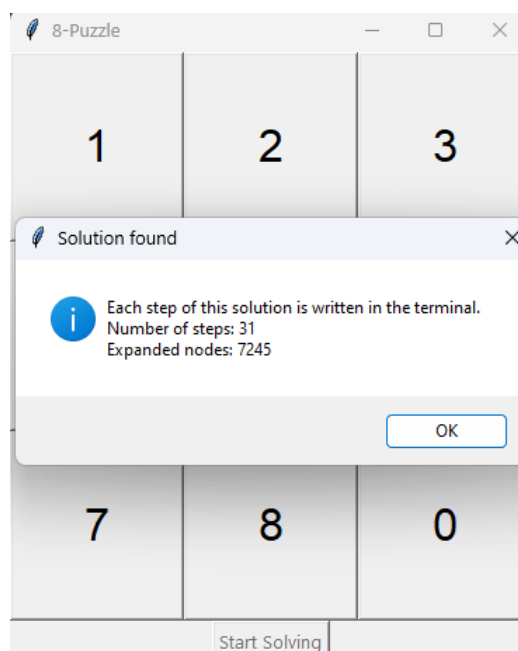 8-Puzzle
1 2 3
Solution found
Each step of this solution is written in the terminal.
Number of steps: 31
Expanded nodes: 7245
OK
7 8 0
Start Solving